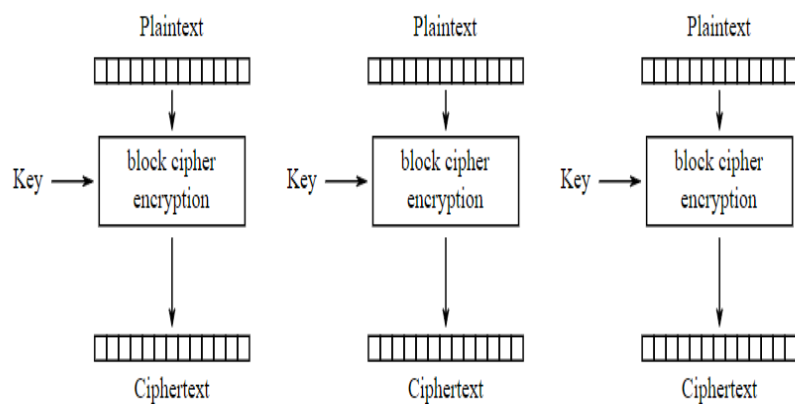 Plaintext
Plaintext
Plaintext
Key
block cipher
encryption
Key
block cipher
encryption
Key
block cipher
encryption
Ciphertext
Ciphertext
Ciphertext